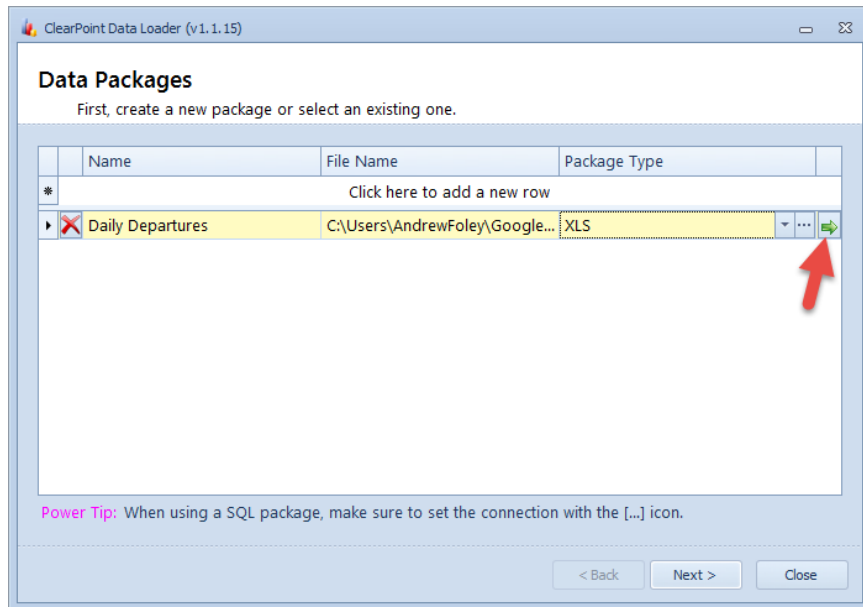 ClearPoint Data Loader (v1.1.15)
Data Packages
First, create a new package or select an existing one.
Name File Name Package Type
Click here to add a new row
Daily Departures C:\Users\AndrewFoley\Google... XLS ...
Power Tip: When using a SQL package, make sure to set the connection with the [...] icon.
< Back Next > Close